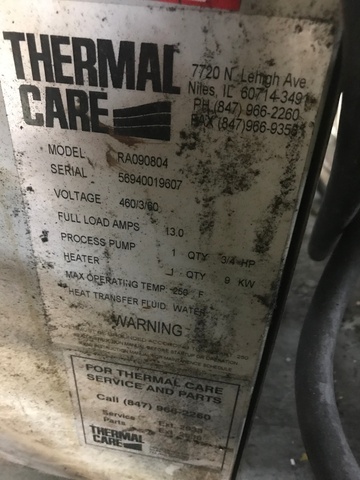 THERMAL
CARE
7720 N. Lehigh Ave.
Niles, IL 60714-3491
PH (847) 966-2260
FAX (847)966-9358
MODEL RA090804
SERIAL 56940019607
VOLTAGE 460/3/60
FULL LOAD AMPS 13.0
PROCESS PUMP 1 QTY 3/4 HP
HEATER 1 QTY 9 KW
MAX OPERATING TEMP 250 F
HEAT TRANSFER FLUID: WATER
WARNING
FOR THERMAL CARE
SERVICE AND PARTS
Call (847) 966-2260
Service Ext.
Parts Ext.
THERMAL
CARE